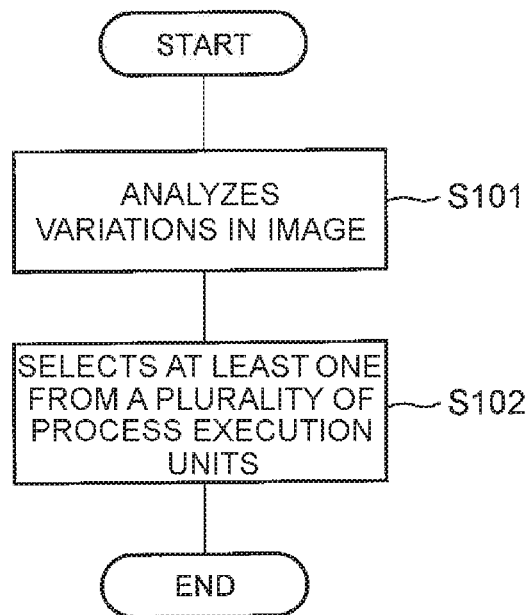 START
ANALYZES
VARIATIONS IN IMAGE
S101
SELECTS AT LEAST ONE
FROM A PLURALITY OF
PROCESS EXECUTION
UNITS
S102
END